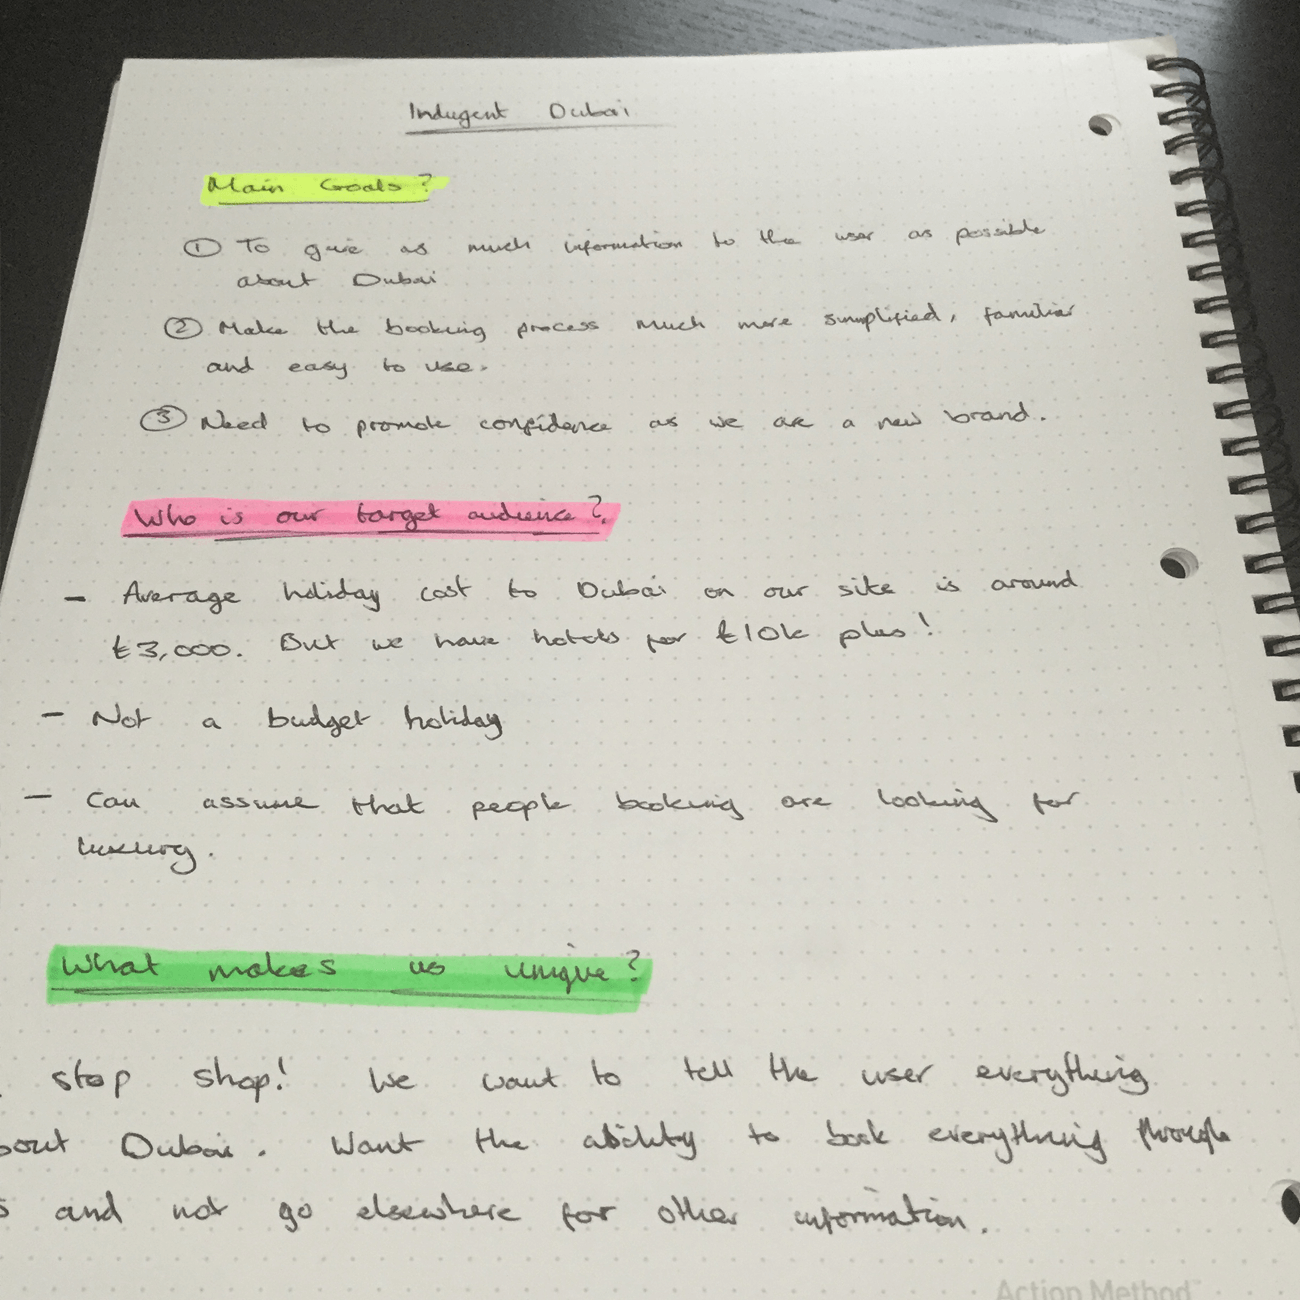 Indugent Dubai
Main Goals?
① To give as much information to the user as possible
about Dubai
② Make the booking process much more simplified, familiar
and easy to use.
③ Need to promote confidence as we are a new brand.
Who is our target audience?
- Average holiday cost to Dubai on our site is around
£3,000. But we have hotels for £10k plus!
- Not a budget holiday
- Can assume that people booking are looking for
luxury.
What makes us unique?
stop shop! We want to tell the user everything
bout Dubai. Want the ability to book everything through
s and not go elsewhere for other information.
Action Method™